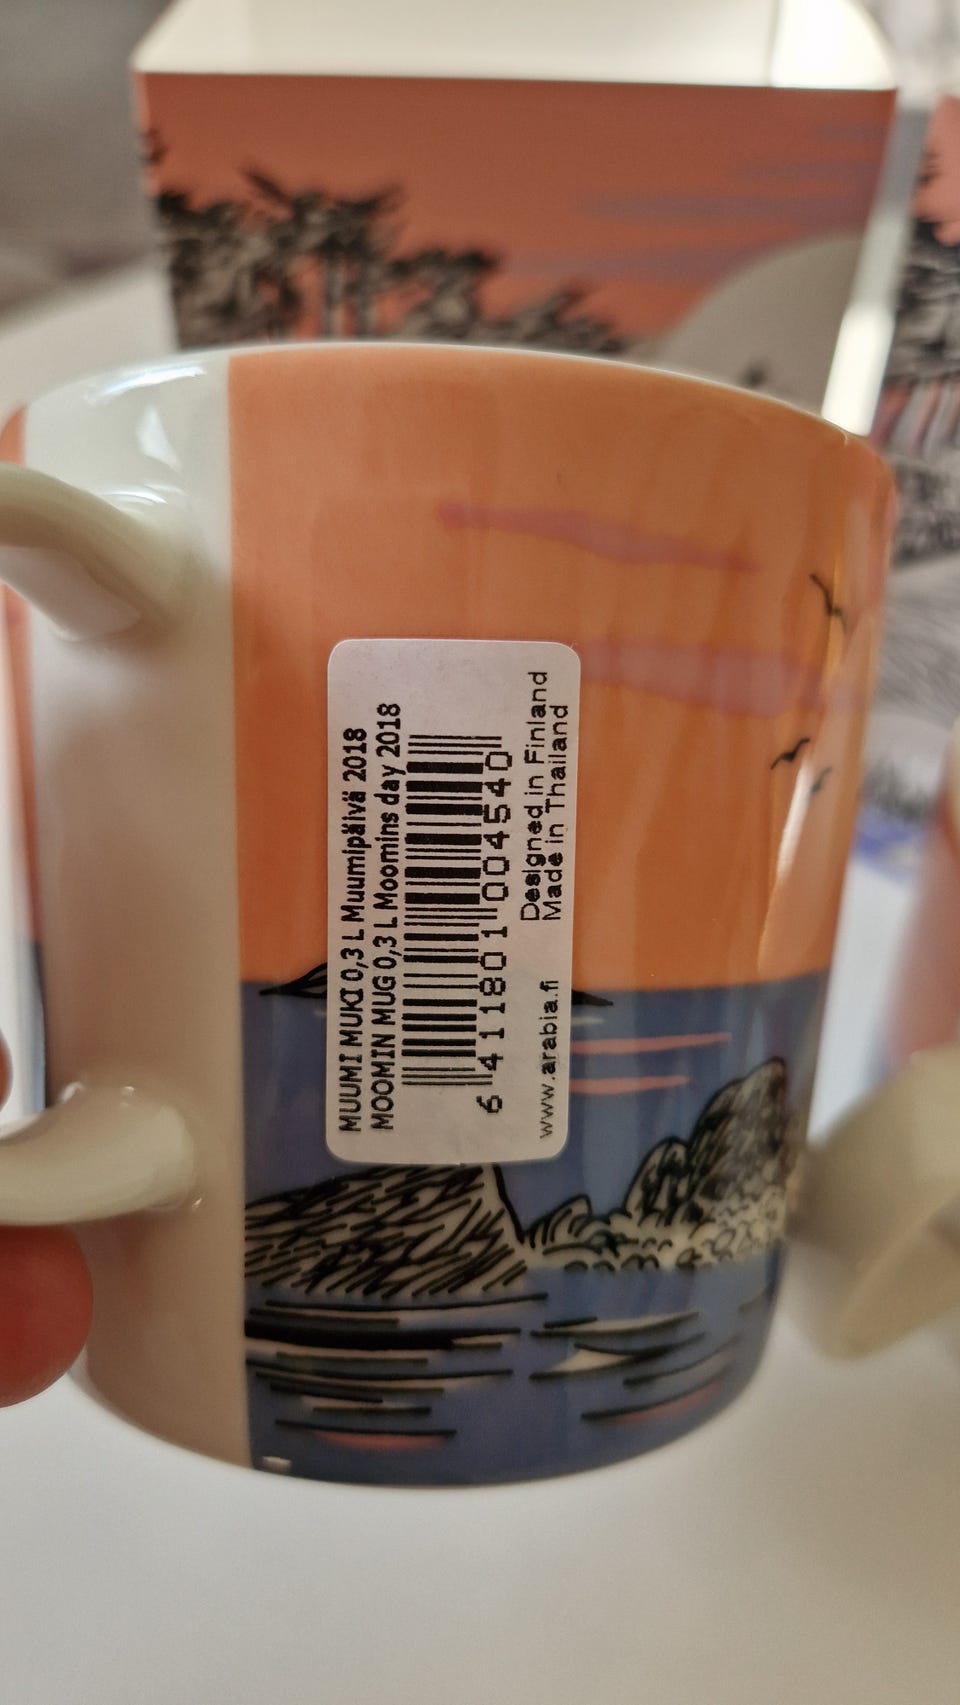 MUUMI MUKI 0,3 L Muumipäivä 2018
MOOMIN MUG 0,3 L Moomins day 2018
6 411801 004540
www.arabia.fi
Designed in Finland
Made in Thailand